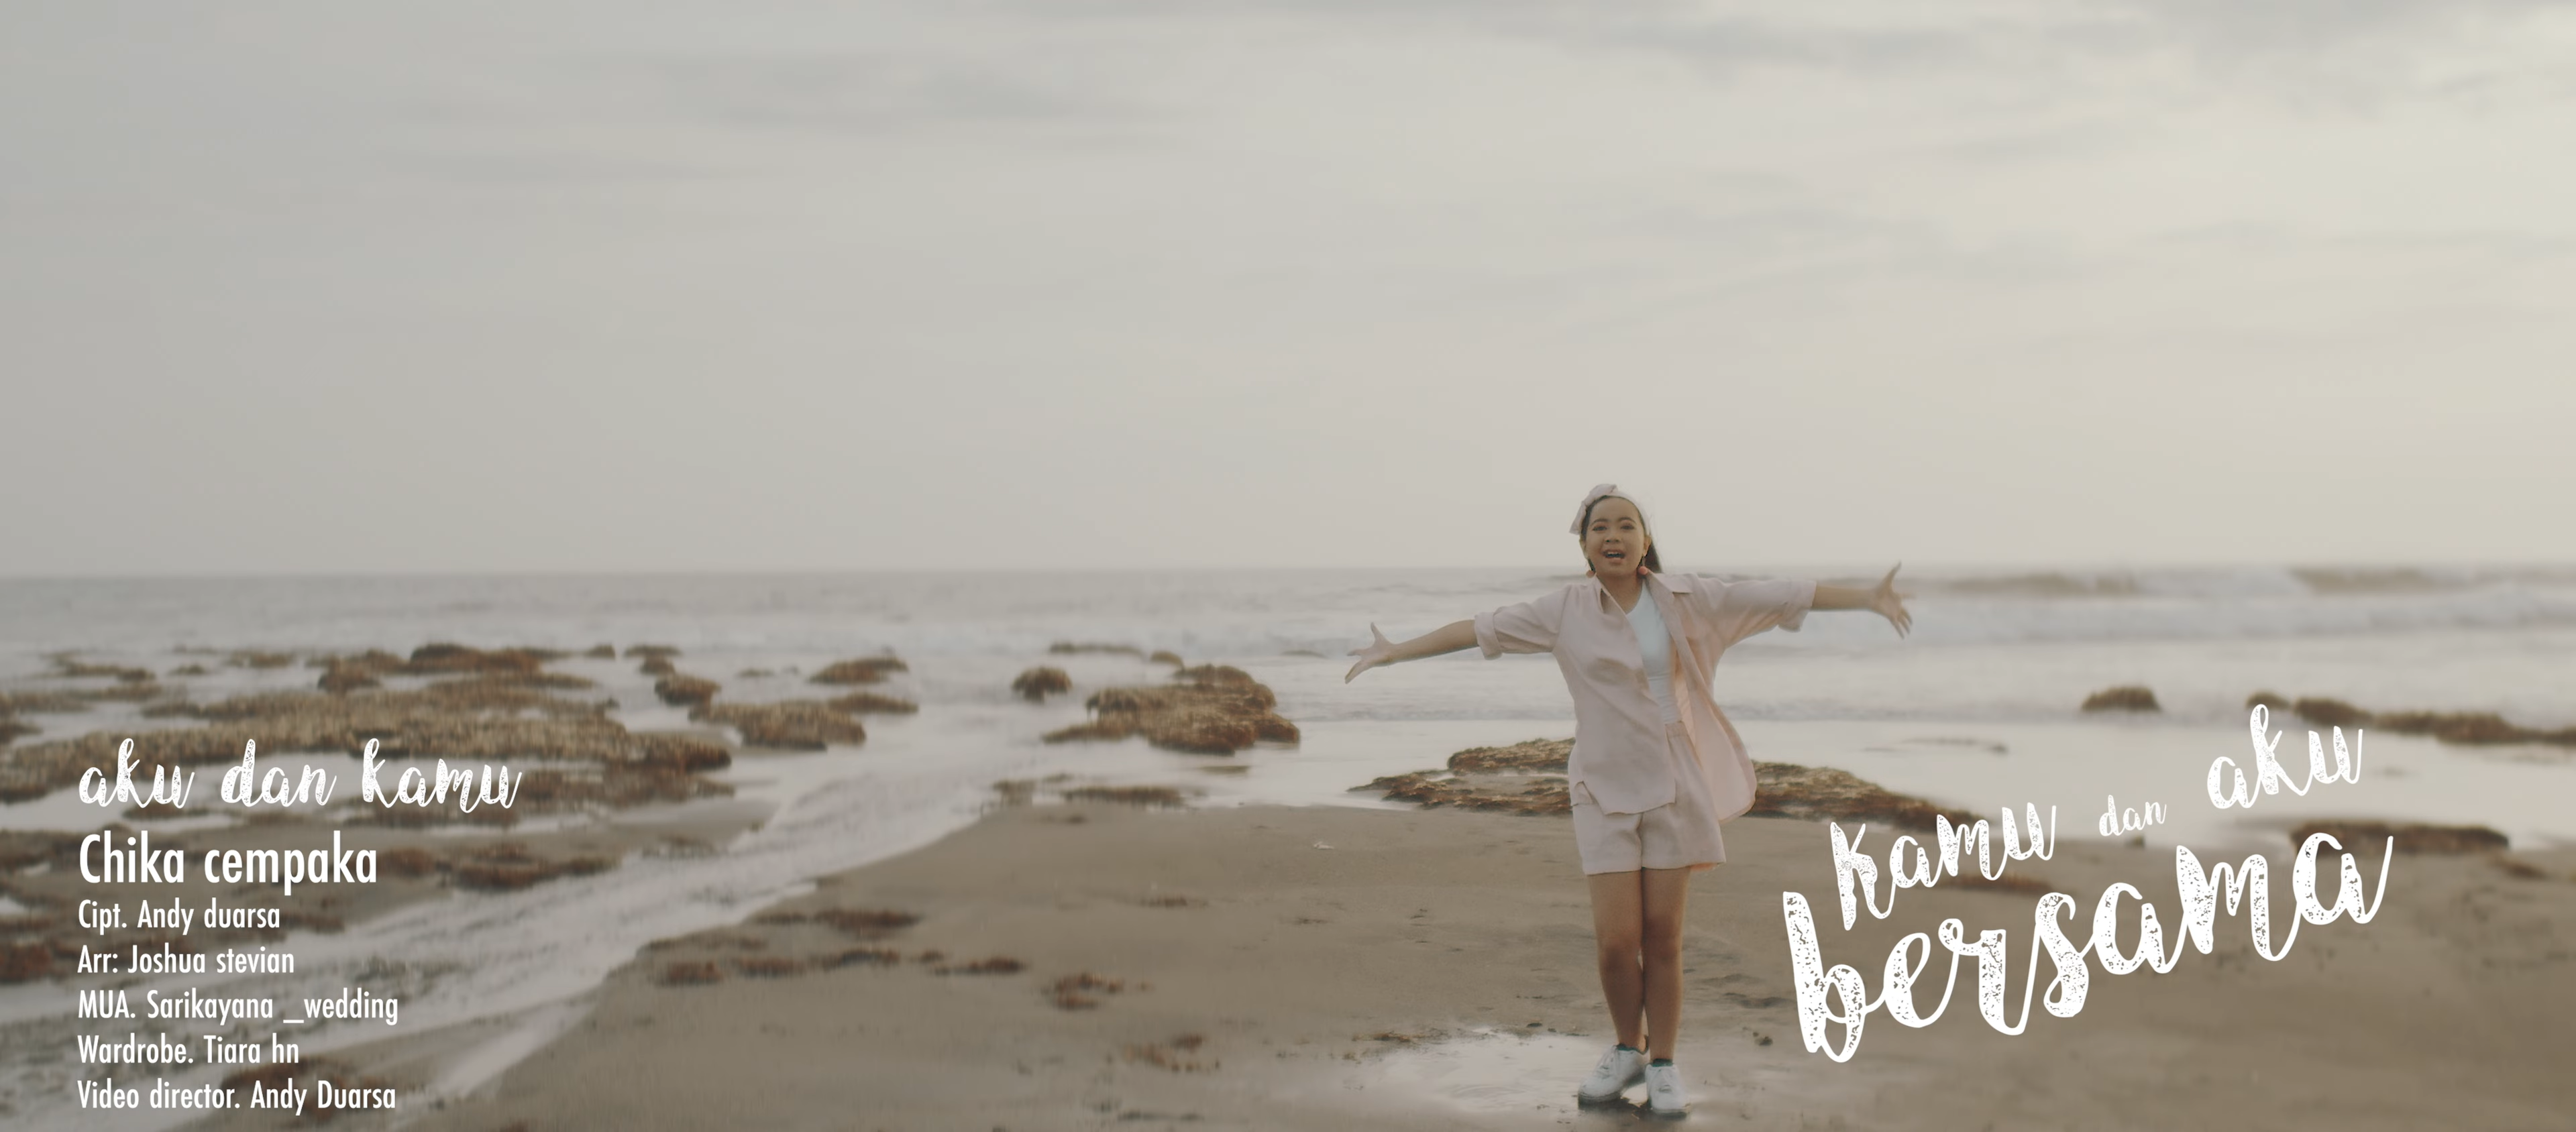 aku dan kamu
Chika cempaka
Cipt. Andy duarsa
Arr: Joshua stevian
MUA. Sarikayana _wedding
Wardrobe. Tiara hn
Video director. Andy Duarsa
kamu dan aku
bersama